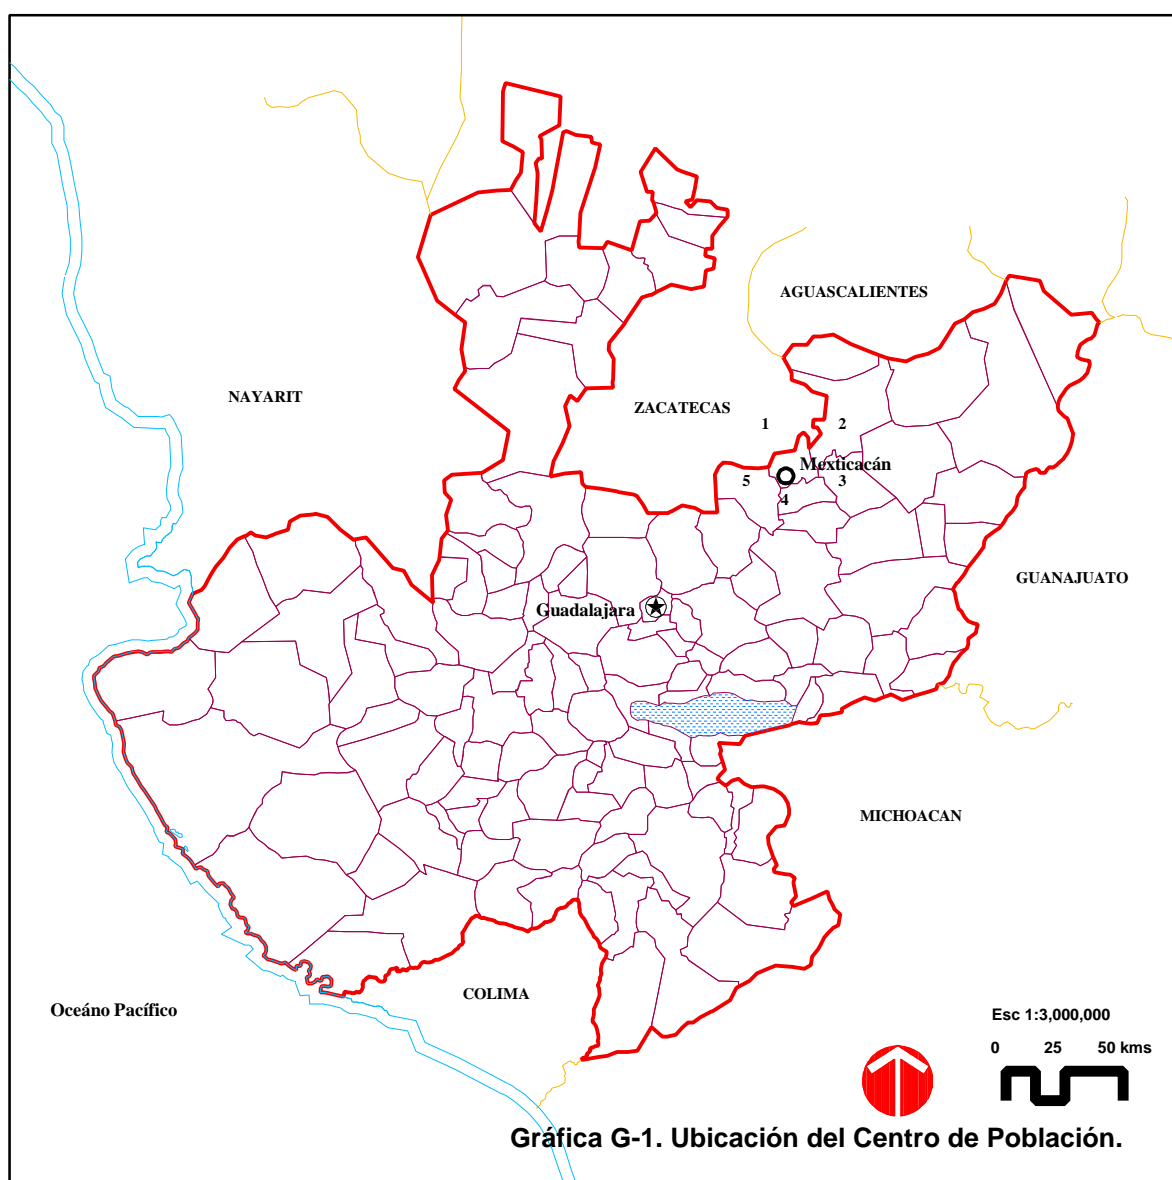 AGUASCALIENTES
NAYARIT
ZACATECAS
1
2
Mexticacán
5
3
4
GUANAJUATO
Guadalajara
MICHOACAN
COLIMA
Oceáno Pacífico
Esc 1:3,000,000
0 25 50 kms
Gráfica G-1. Ubicación del Centro de Población.